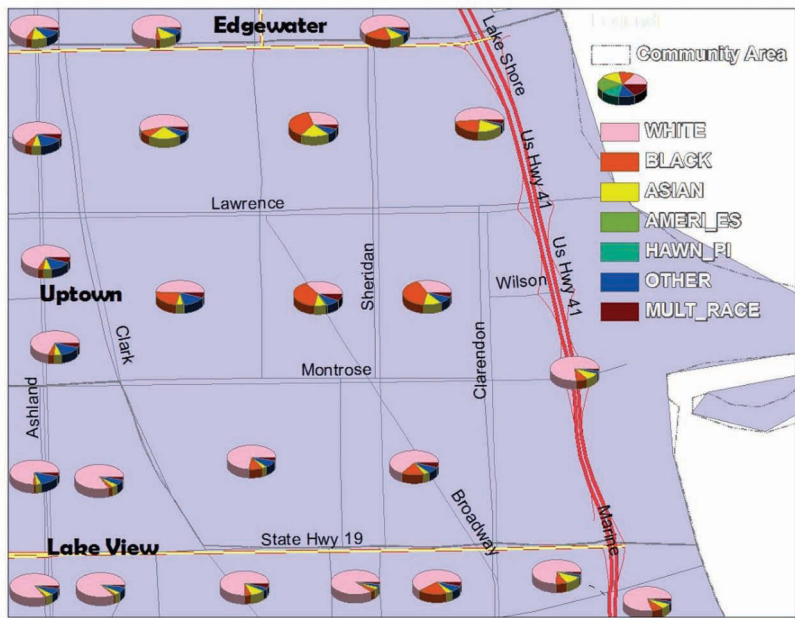 Edgewater
Lake Shore
Legend
Community Area
WHITE
BLACK
ASIAN
AMERI_ES
HAWN_PI
OTHER
MULT_RACE
Us Hwy 41
Lawrence
Us Hwy 41
Sheridan
Wilson
Uptown
Clark
Clarendon
Montrose
Ashland
Broadway
Marine
State Hwy 19
Lake View